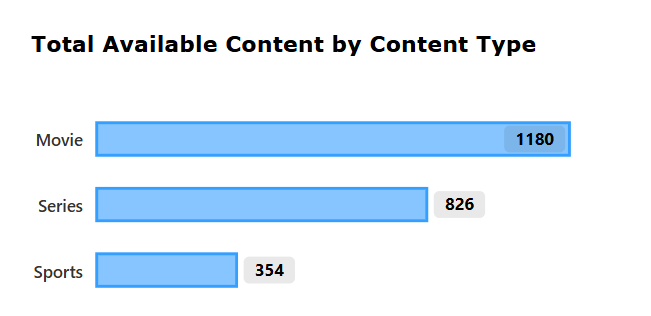 Total Available Content by Content Type
Movie 1180
Series 826
Sports 354